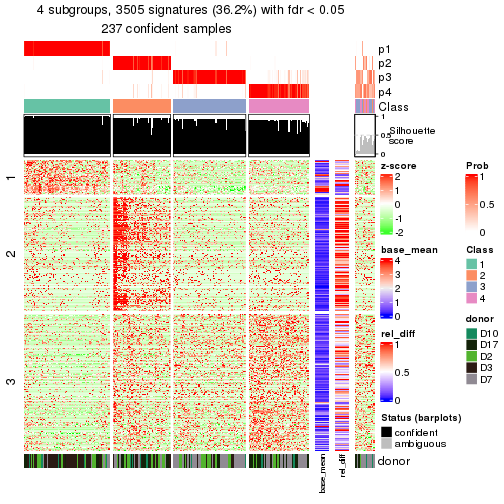 4 subgroups, 3505 signatures (36.2%) with fdr < 0.05
237 confident samples
p1
p2
p3
p4
Class
1
0.5
0
Silhouette
score
1
2
3
z-score
2
1
0
-1
-2
Prob
1
0.5
0
base_mean
4
3
2
1
0
Class
1
2
3
4
rel_diff
1
0.5
0
donor
D10
D17
D2
D3
D7
Status (barplots)
confident
ambiguous
donor
base_mean
rel_diff